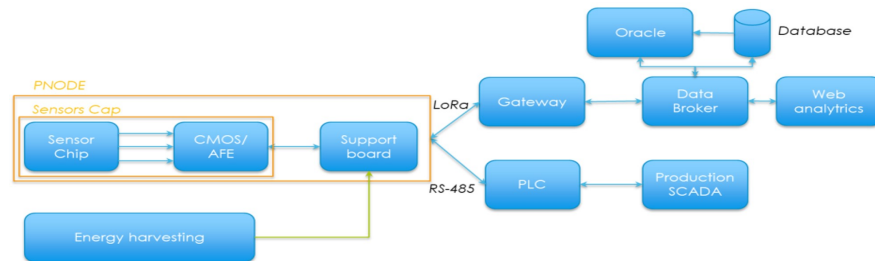 Oracle
Database
PNODE
Sensors Cap
LoRa
Gateway
Data
Broker
Web
analytics
Sensor
Chip
CMOS/
AFE
Support
board
RS-485
PLC
Production
SCADA
Energy harvesting